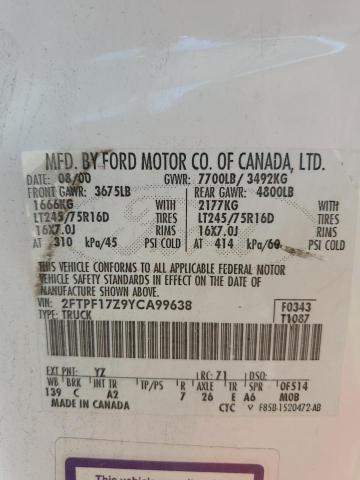 MFD. BY FORD MOTOR CO. OF CANADA, LTD.
DATE: 08/00 GVWR: 7700LB/ 3492KG
FRONT GAWR: 3675LB REAR GAWR: 4800LB
1666KG WITH 2177KG WITH
LT245/75R16D TIRES LT245/75R16D TIRES
16X7.0J RIMS 16X7.0J RIMS
AT 310 kPa/45 PSI COLD AT 414 kPa/60 PSI COLD
THIS VEHICLE CONFORMS TO ALL APPLICABLE FEDERAL MOTOR
VEHICLE SAFETY STANDARDS IN EFFECT ON THE DATE OF
MANUFACTURE SHOWN ABOVE.
VIN: 2FTPF17Z9YCA99638 F0343
TYPE: TRUCK T1087
EXT PNT: YZ RC: Z1 DSO:
WB BRK INT TR TP/PS R AXLE TR SPR 0F514
139 C A2 7 26 E A6 MOB
MADE IN CANADA CTC F85B-1520472-AB
This vehicle